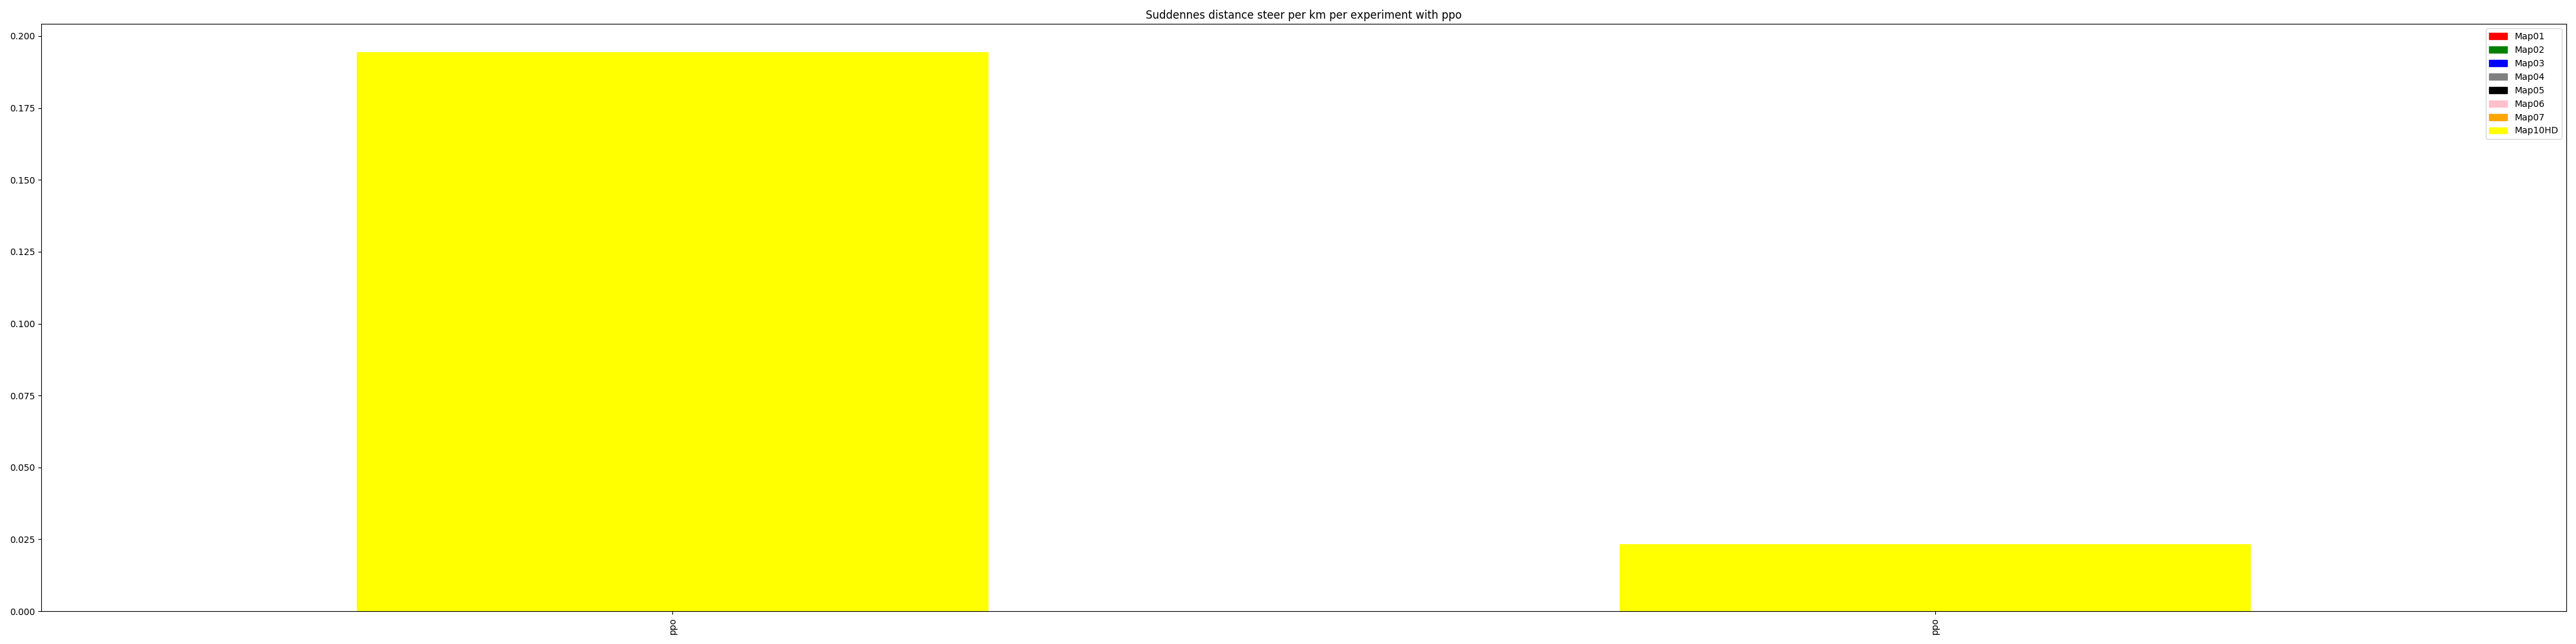 Suddennes distance steer per km per experiment with ppo
0.200
0.175
0.150
0.125
0.100
0.075
0.050
0.025
0.000
Map01
Map02
Map03
Map04
Map05
Map06
Map07
Map10HD
ppo
ppo